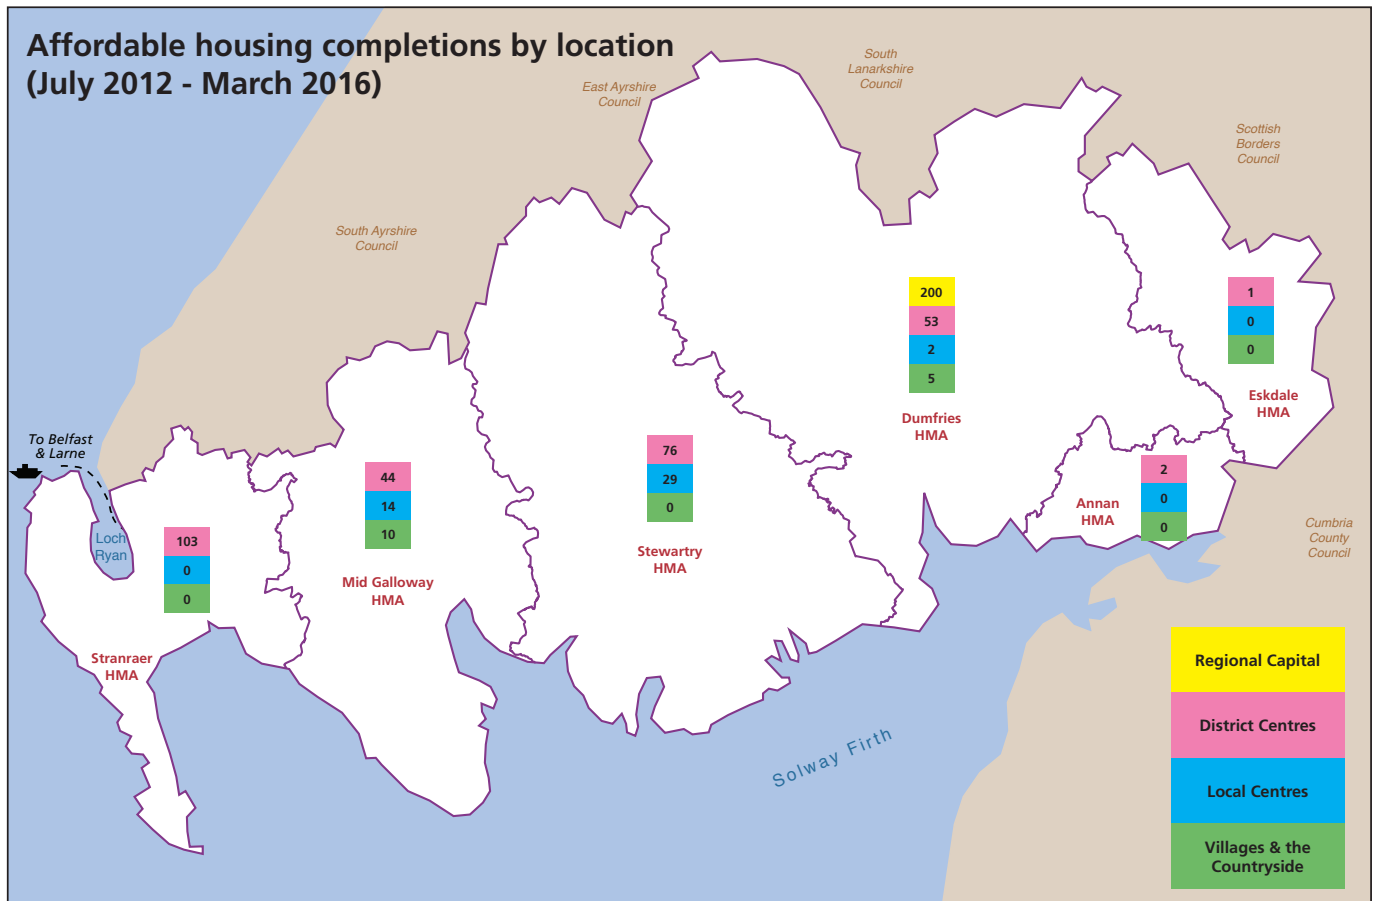 Affordable housing completions by location
(July 2012 - March 2016)
South
Lanarkshire
Council
East Ayrshire
Council
Scottish
Borders
Council
South Ayrshire
Council
200
53
2
5
Dumfries
HMA
1
0
0
Eskdale
HMA
To Belfast
& Larne
Loch
Ryan
103
0
0
Stranraer
HMA
44
14
10
Mid Galloway
HMA
76
29
0
Stewartry
HMA
2
0
0
Annan
HMA
Cumbria
County
Council
Solway Firth
Regional Capital
District Centres
Local Centres
Villages & the
Countryside